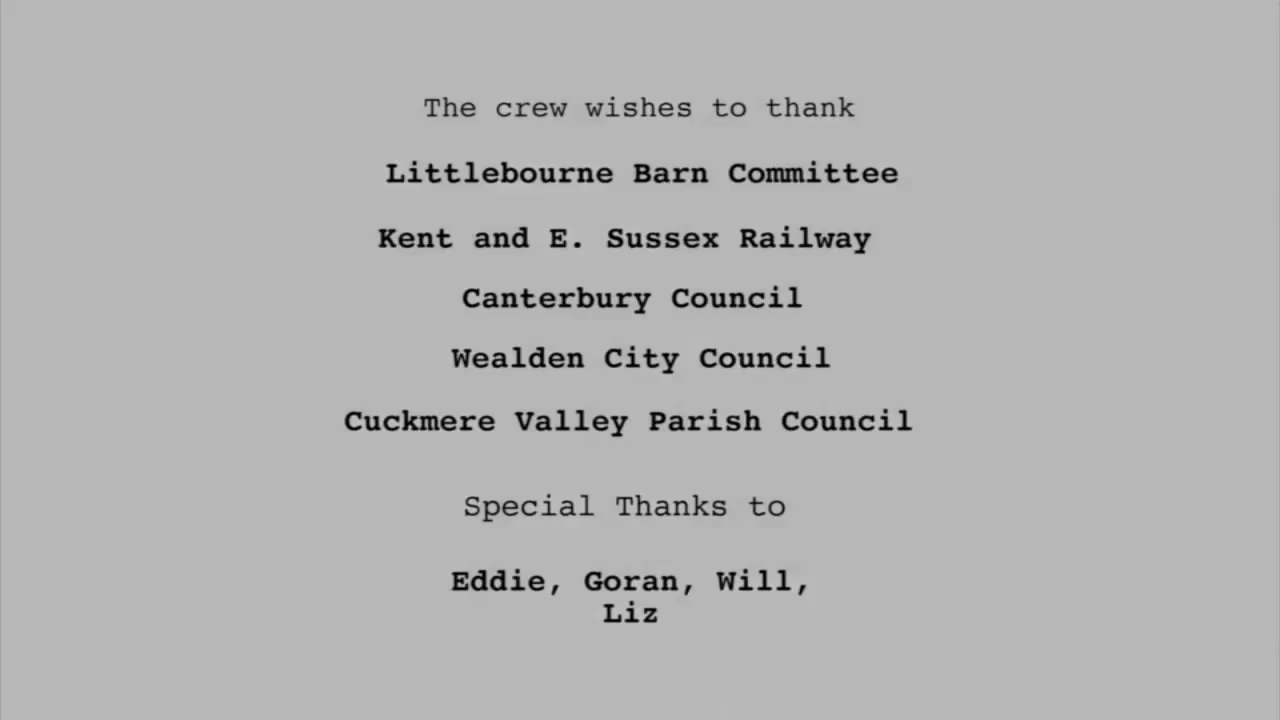 The crew wishes to thank
Littlebourne Barn Committee
Kent and E. Sussex Railway
Canterbury Council
Wealden City Council
Cuckmere Valley Parish Council
Special Thanks to
Eddie, Goran, Will,
Liz